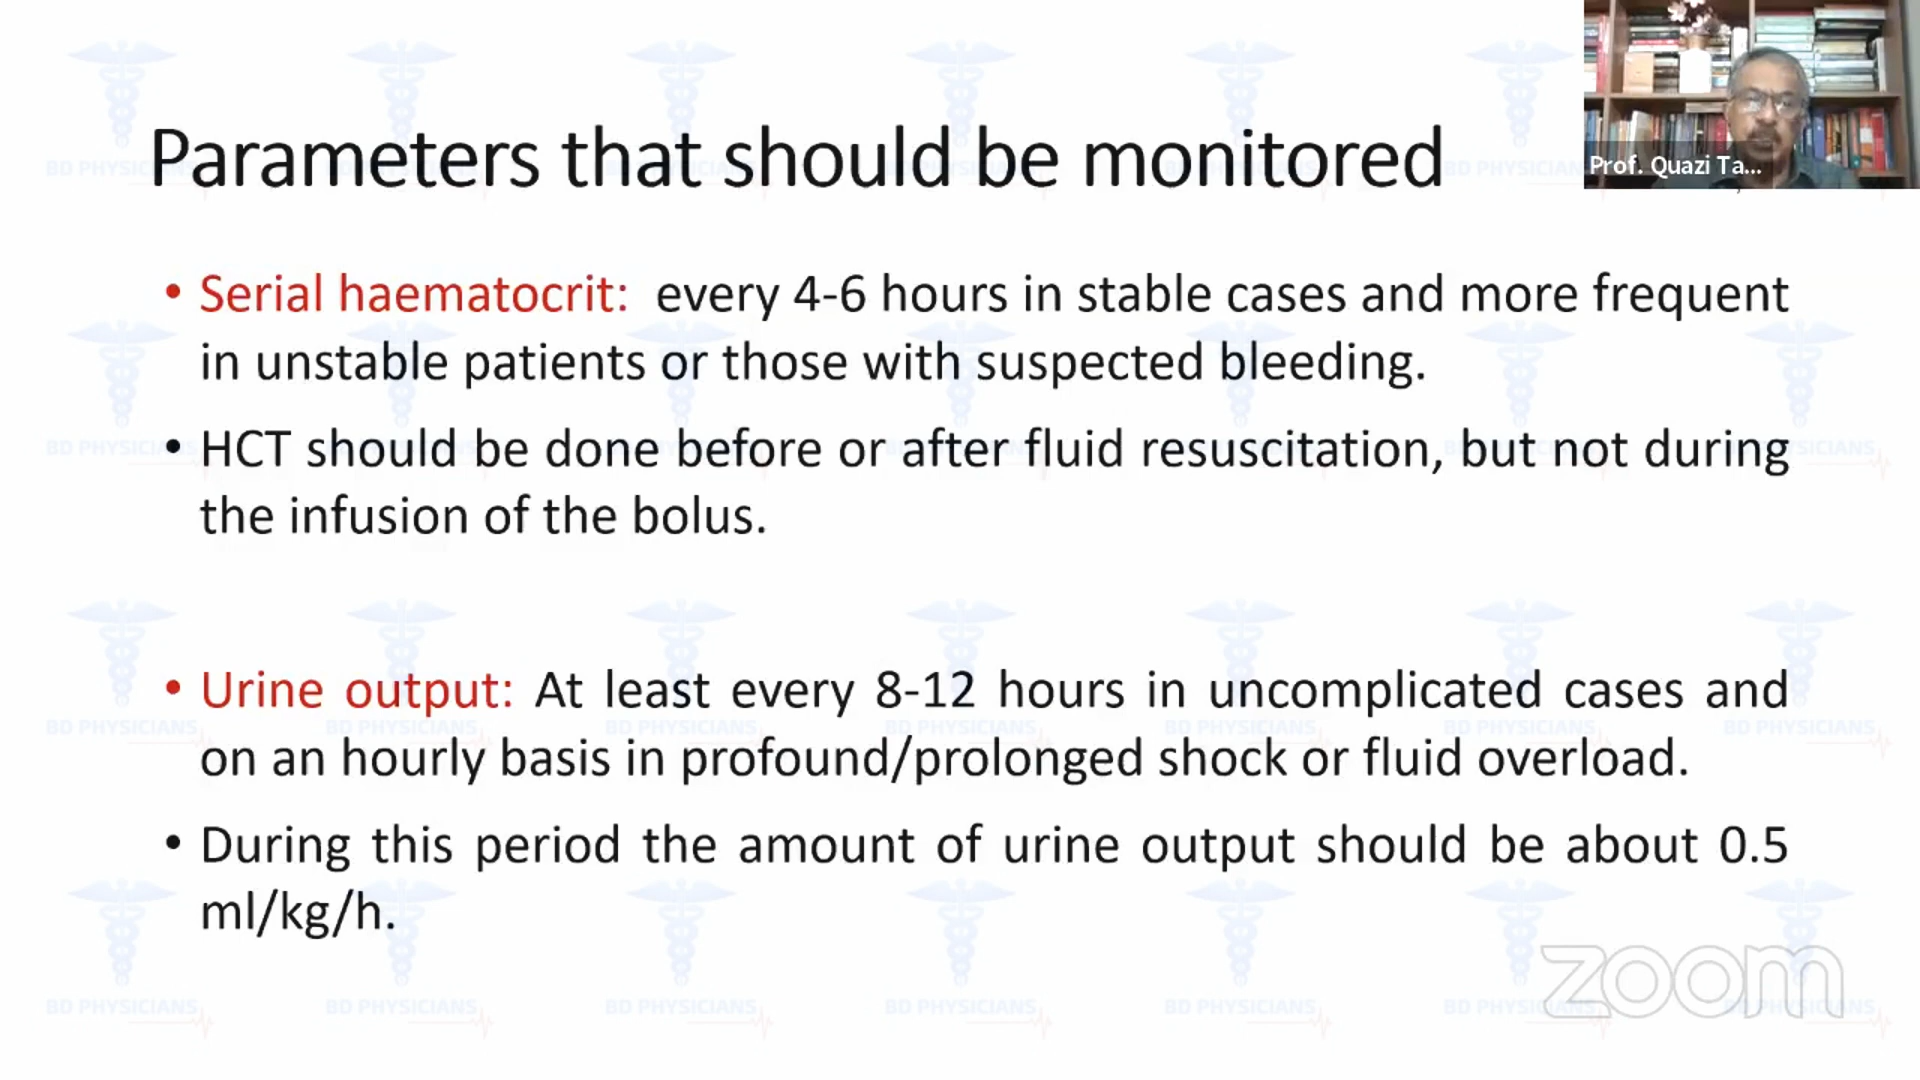 Parameters that should be monitored
Prof. Quazi Ta...
• Serial haematocrit: every 4-6 hours in stable cases and more frequent
in unstable patients or those with suspected bleeding.
• HCT should be done before or after fluid resuscitation, but not during
the infusion of the bolus.
• Urine output: At least every 8-12 hours in uncomplicated cases and
on an hourly basis in profound/prolonged shock or fluid overload.
• During this period the amount of urine output should be about 0.5
ml/kg/h.
zoom
BD PHYSICIANS